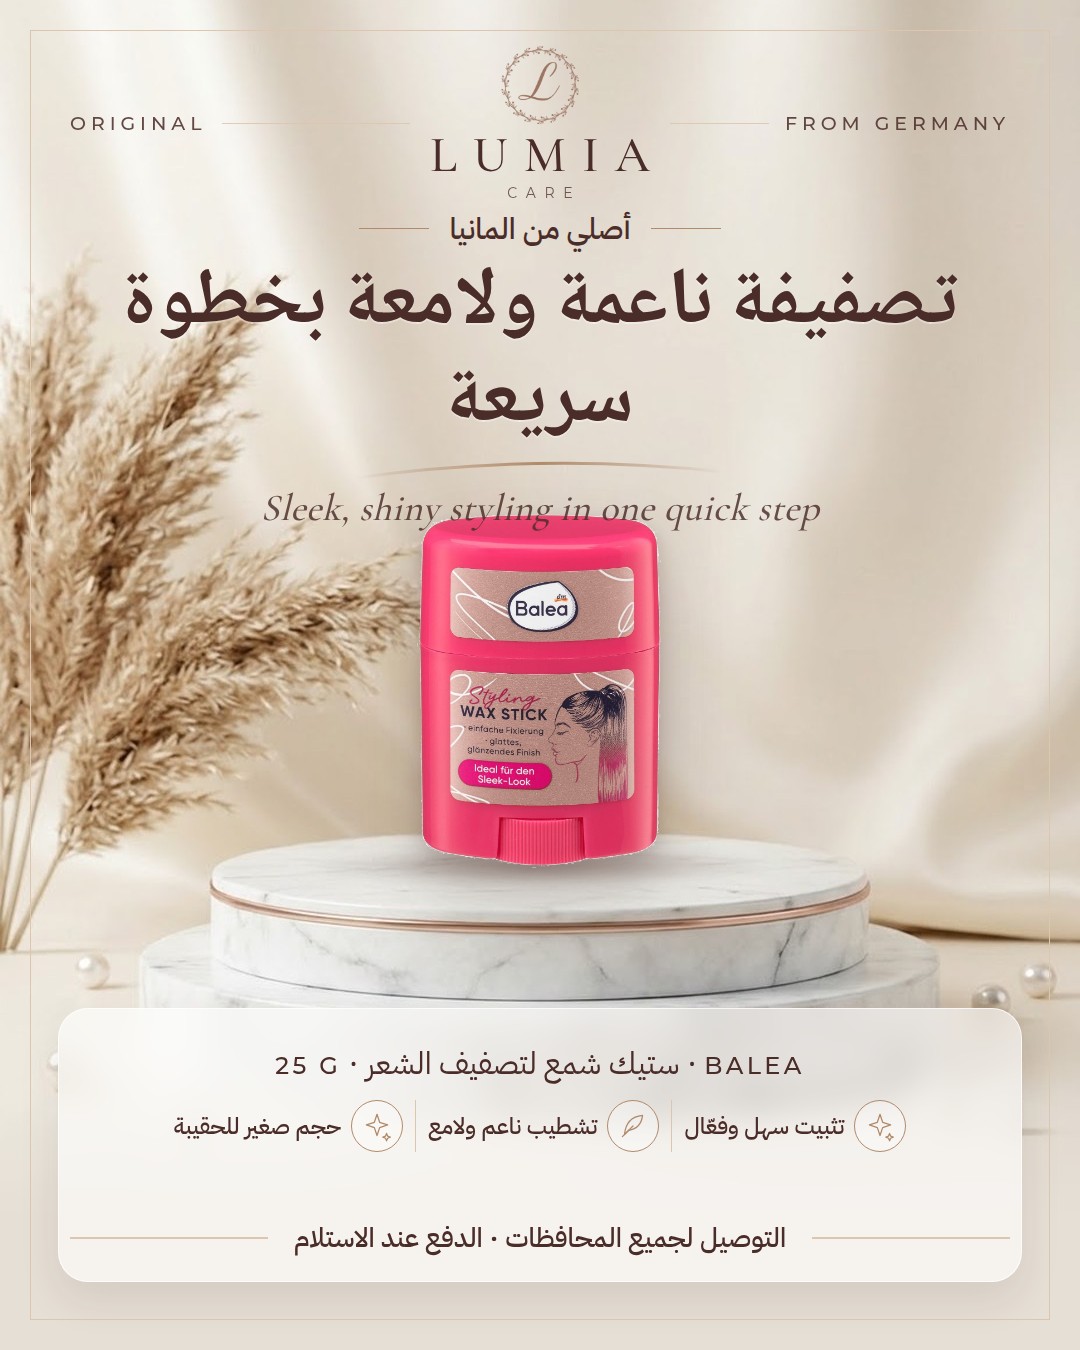 L
ORIGINAL
FROM GERMANY
LUMIA
CARE
أصلي من المانيا
تصفيفة ناعمة ولامعة بخطوة
سريعة
Sleek, shiny styling in one quick step
dm
Balea
Styling
WAX STICK
· einfache Fixierung
· glattes,
glänzendes Finish
Ideal für den
Sleek-Look
BALEA · ستيك شمع لتصفيف الشعر · 25 G
تثبيت سهل وفعّال
تشطيب ناعم ولامع
حجم صغير للحقيبة
التوصيل لجميع المحافظات · الدفع عند الاستلام